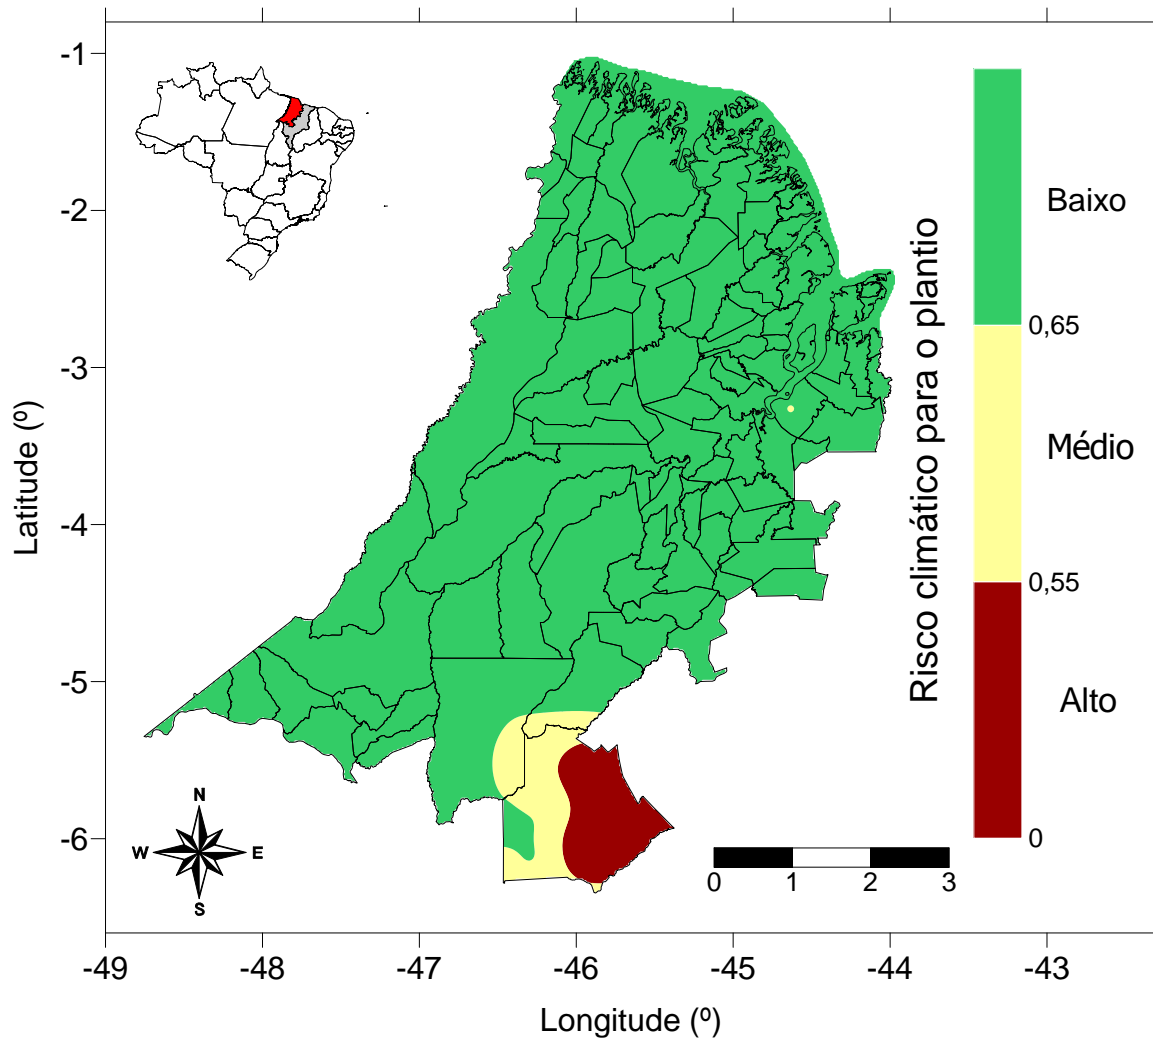 -1
-2
-3
-4
-5
-6
Latitude (º)
-49
-48
-47
-46
-45
-44
-43
Longitude (º)
N
W
E
S
0
1
2
3
Risco climático para o plantio
Baixo
0,65
Médio
0,55
Alto
0